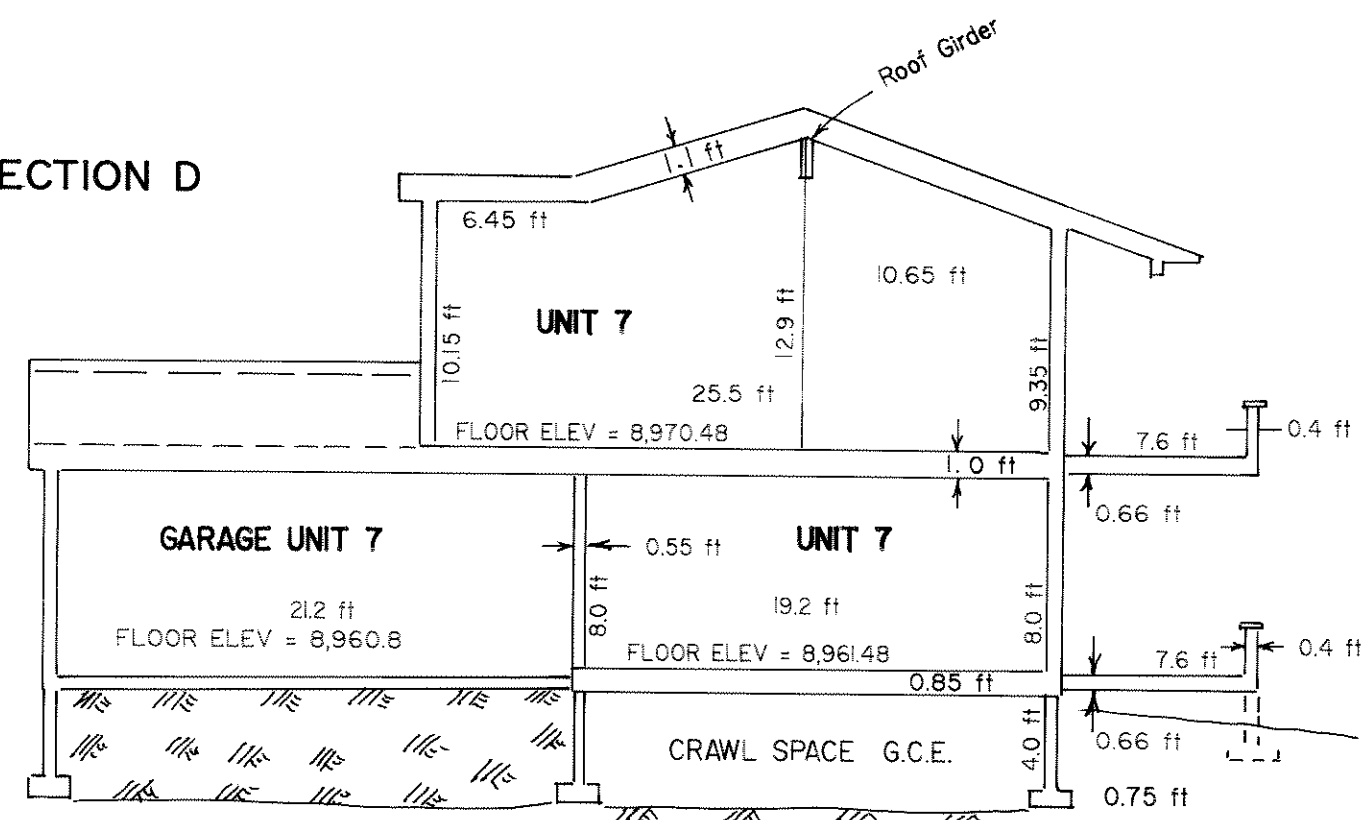 Roof Girder
ECTION D
1.1 ft
6.45 ft
10.65 ft
UNIT 7
10.15 ft
12.9 ft
9.35 ft
25.5 ft
FLOOR ELEV = 8,970.48
7.6 ft
0.4 ft
1.0 ft
0.66 ft
GARAGE UNIT 7
0.55 ft
UNIT 7
8.0 ft
8.0 ft
21.2 ft
19.2 ft
FLOOR ELEV = 8,960.8
FLOOR ELEV = 8,961.48
7.6 ft
0.4 ft
0.85 ft
0.66 ft
CRAWL SPACE G.C.E.
4.0 ft
0.75 ft